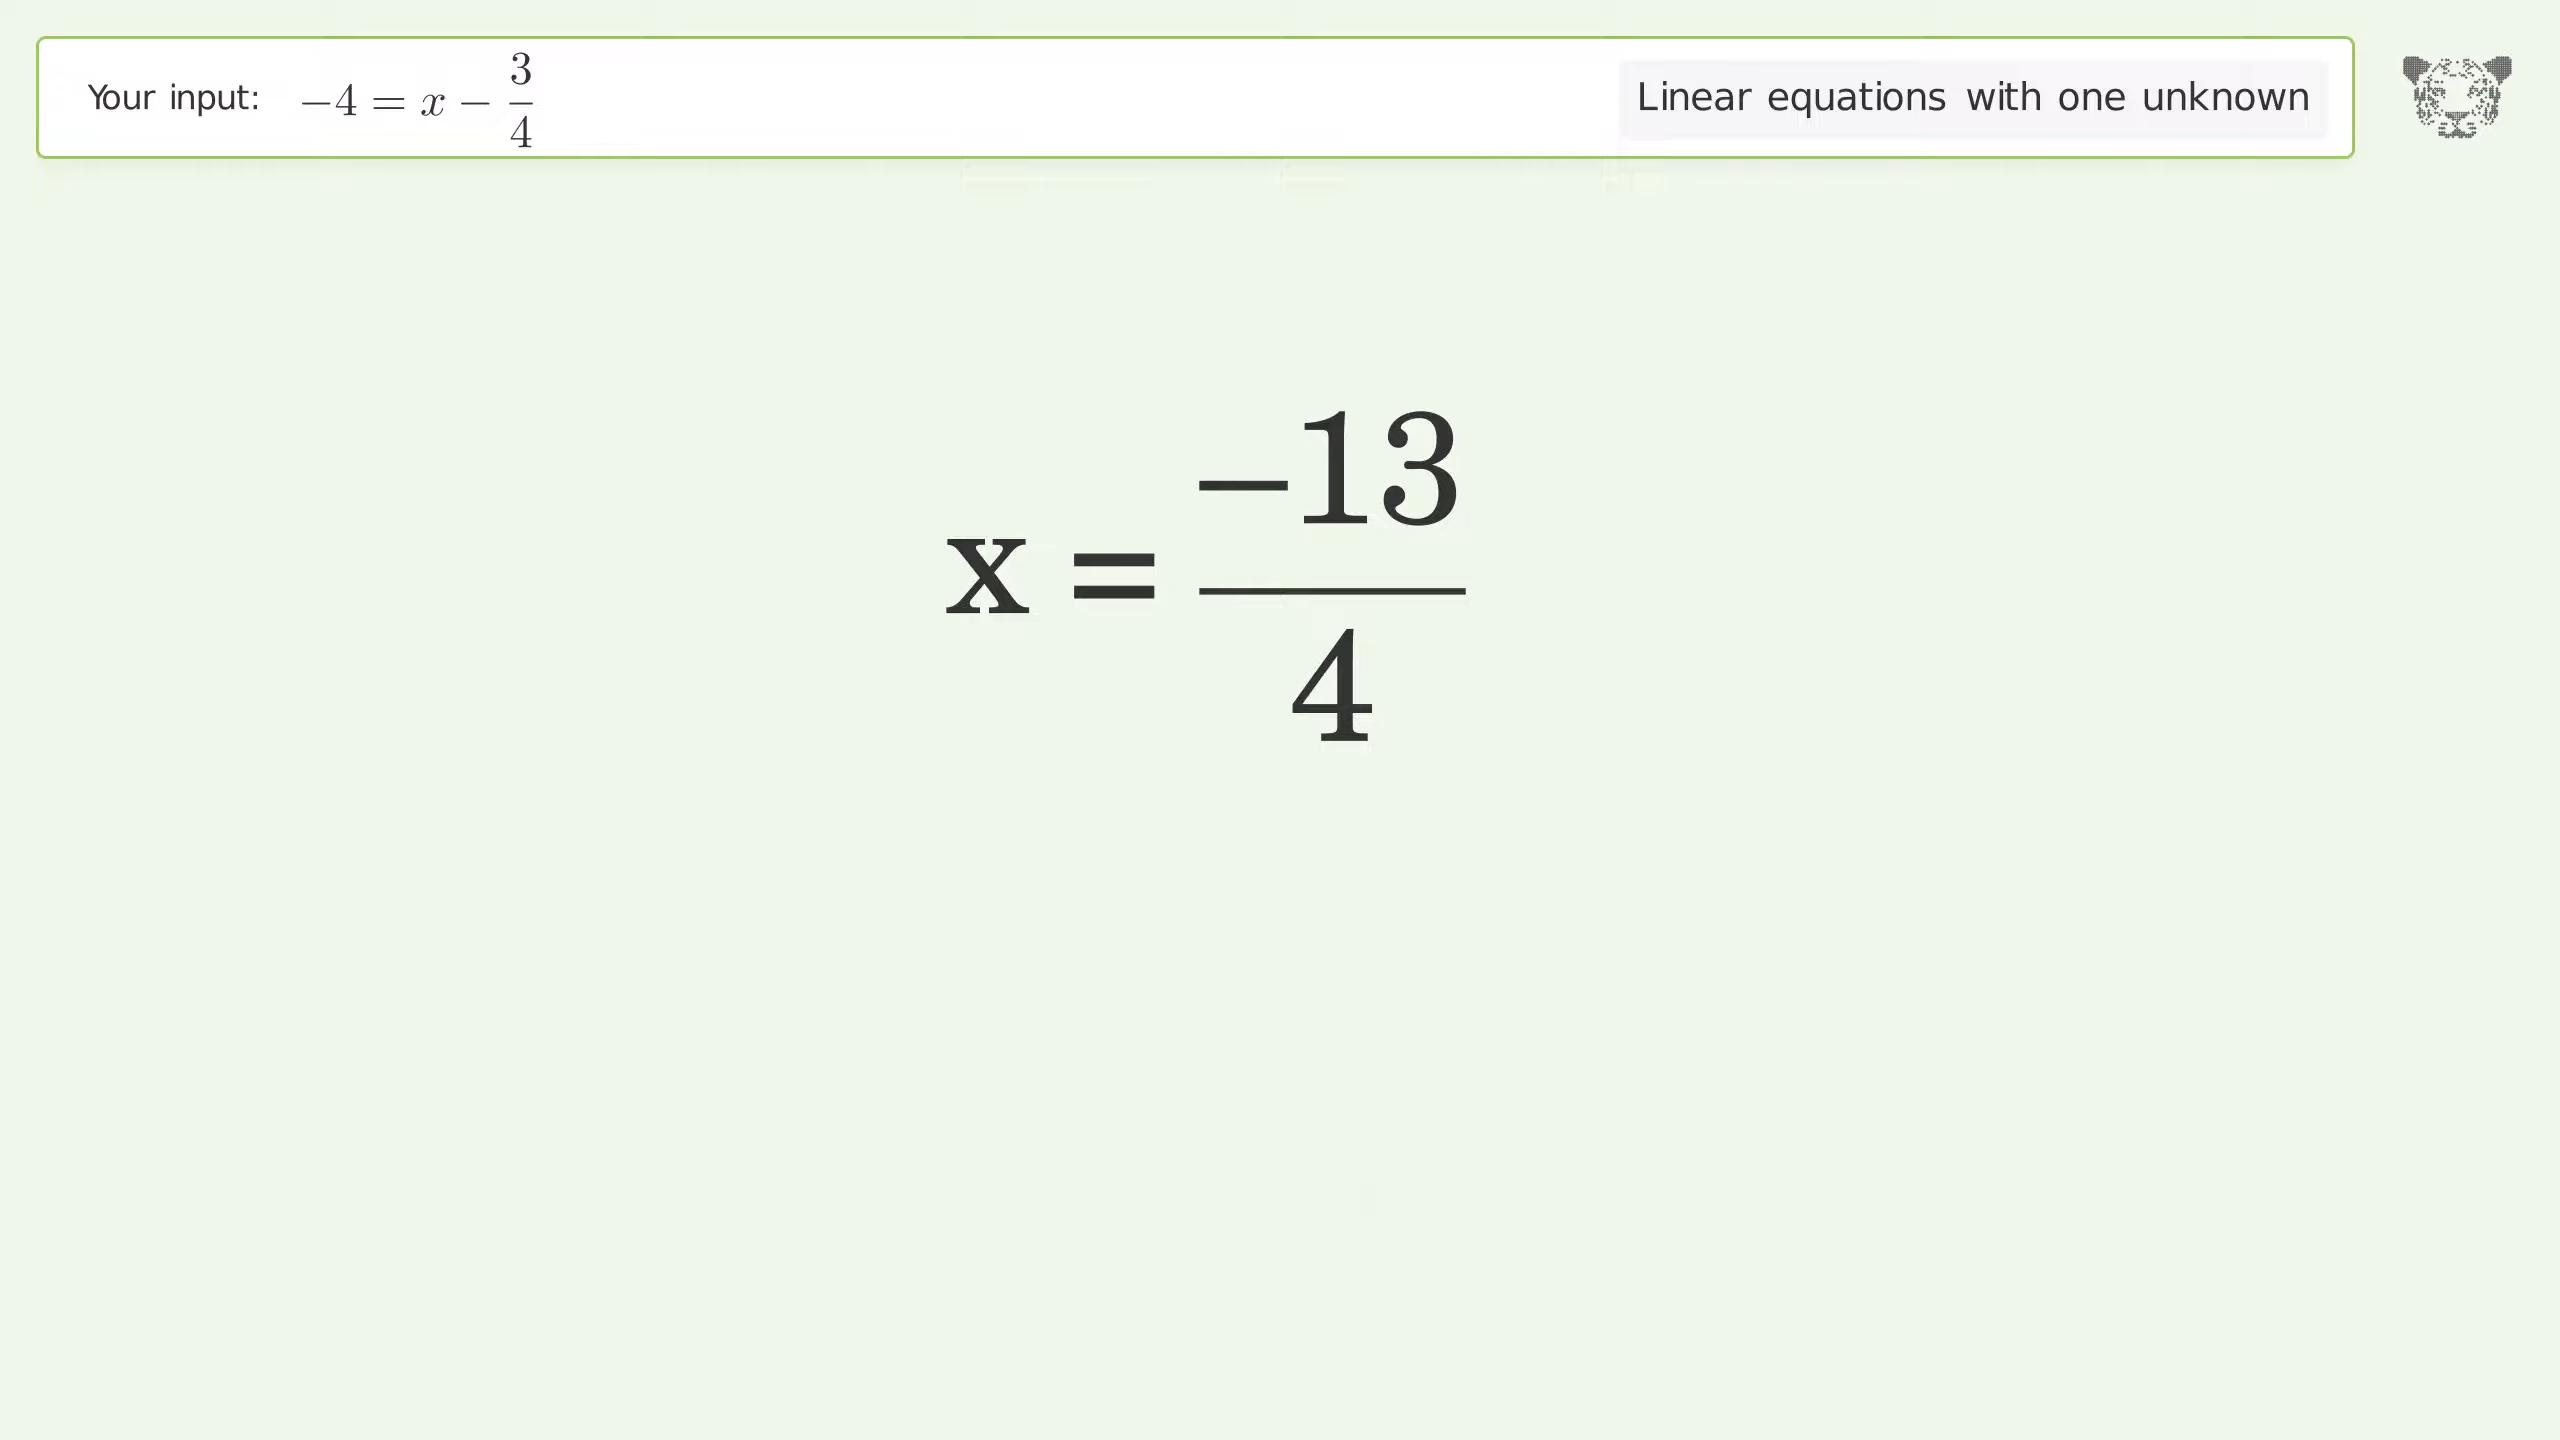 Your input: −4 = x − 3/4
Linear equations with one unknown
x = −13/4